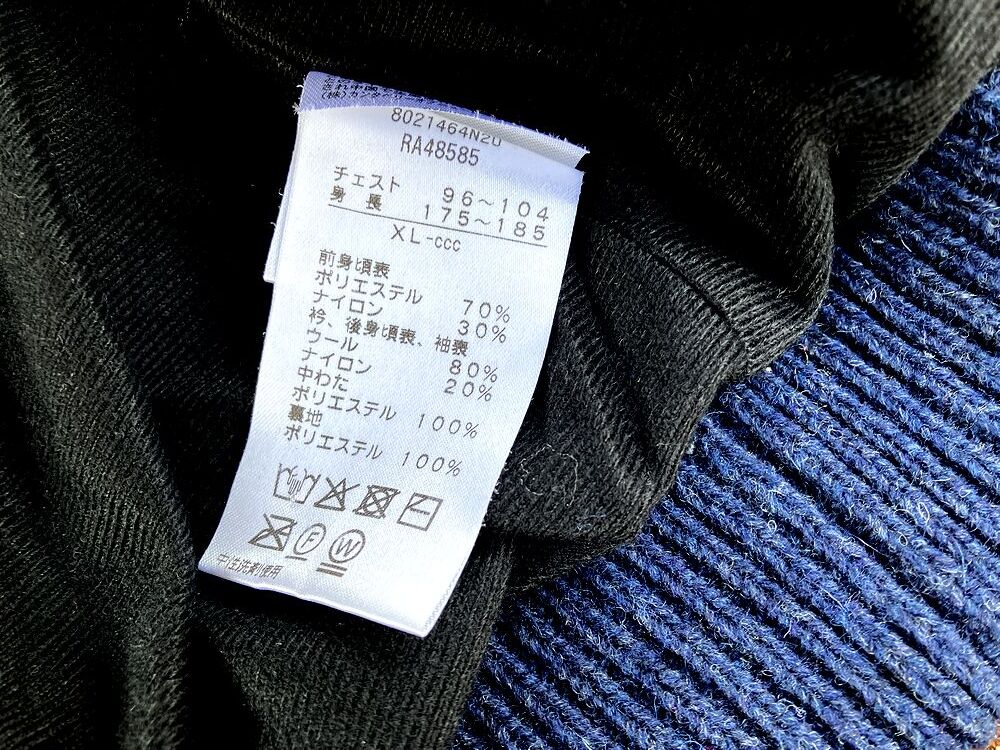 8021464N20
RA48585
チェスト 96～104
身長 175～185
XL-ccc
前身頃表
ポリエステル 70%
ナイロン 30%
衿、後身頃表、袖表
ウール 80%
ナイロン 20%
中わた
ポリエステル 100%
裏地
ポリエステル 100%
F W
中性洗剤使用